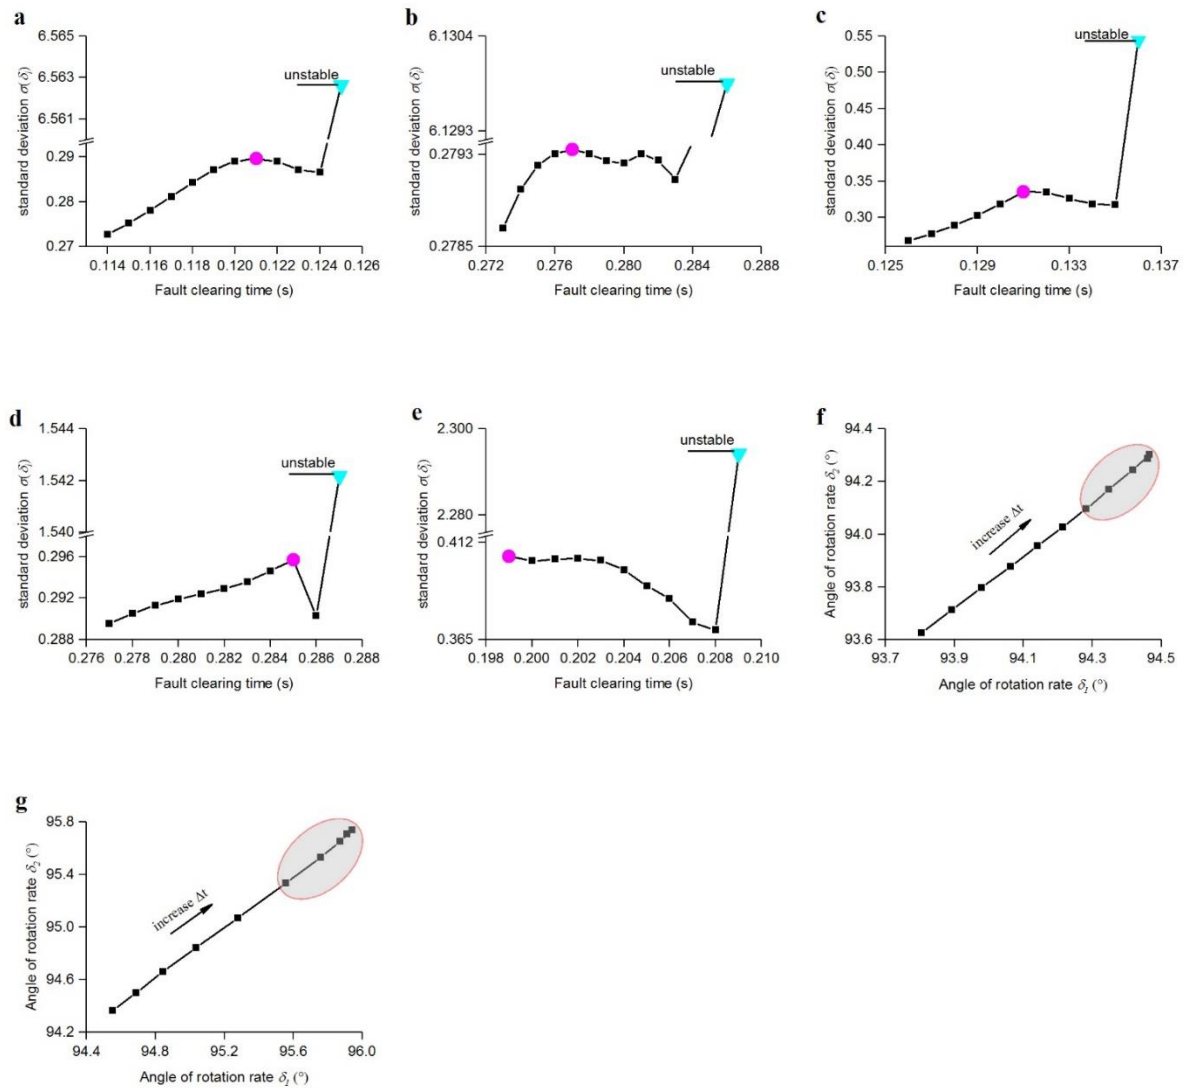 a
6.565
6.563
6.561
0.29
0.28
0.27
unstable
standard deviation σ(δᵢ)
0.114 0.116 0.118 0.120 0.122 0.124 0.126
Fault clearing time (s)
b
6.1304
6.1293
0.2793
0.2785
unstable
standard deviation σ(δᵢ)
0.272 0.276 0.280 0.284 0.288
Fault clearing time (s)
c
0.55
0.50
0.45
0.40
0.35
0.30
unstable
standard deviation σ(δᵢ)
0.125 0.129 0.133 0.137
Fault clearing time (s)
d
1.544
1.542
1.540
0.296
0.292
0.288
unstable
standard deviation σ(δᵢ)
0.276 0.278 0.280 0.282 0.284 0.286 0.288
Fault clearing time (s)
e
2.300
2.280
0.412
0.365
unstable
standard deviation σ(δᵢ)
0.198 0.200 0.202 0.204 0.206 0.208 0.210
Fault clearing time (s)
f
94.4
94.2
94.0
93.8
93.6
increase Δt
Angle of rotation rate δ₂ (°)
93.7 93.9 94.1 94.3 94.5
Angle of rotation rate δ₁ (°)
g
95.8
95.4
95.0
94.6
94.2
increase Δt
Angle of rotation rate δ₂ (°)
94.4 94.8 95.2 95.6 96.0
Angle of rotation rate δ₁ (°)